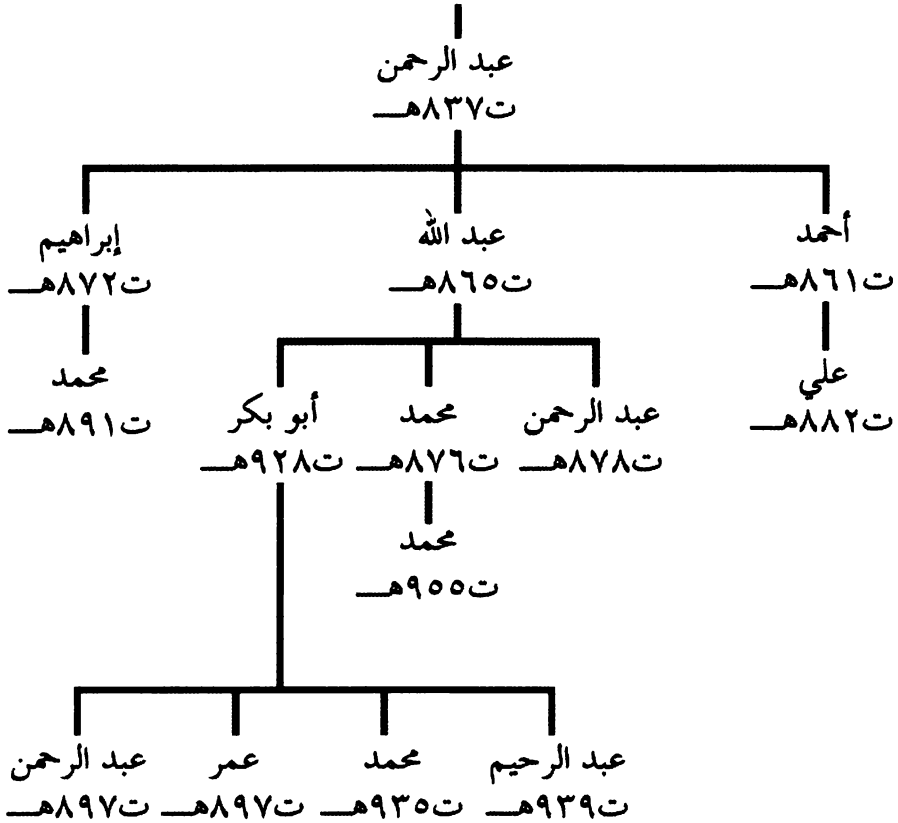 عبد الرحمن
ت٨٣٧هـ
أحمد
ت٨٦١هـ
عبد الله
ت٨٦٥هـ
إبراهيم
ت٨٧٢هـ
علي
ت٨٨٢هـ
محمد
ت٨٩١هـ
عبد الرحمن
ت٨٧٨هـ
محمد
ت٨٧٦هـ
أبو بكر
ت٩٢٨هـ
محمد
ت٩٥٥هـ
عبد الرحيم
ت٩٣٩هـ
محمد
ت٩٣٥هـ
عمر
ت٨٩٧هـ
عبد الرحمن
ت٨٩٧هـ